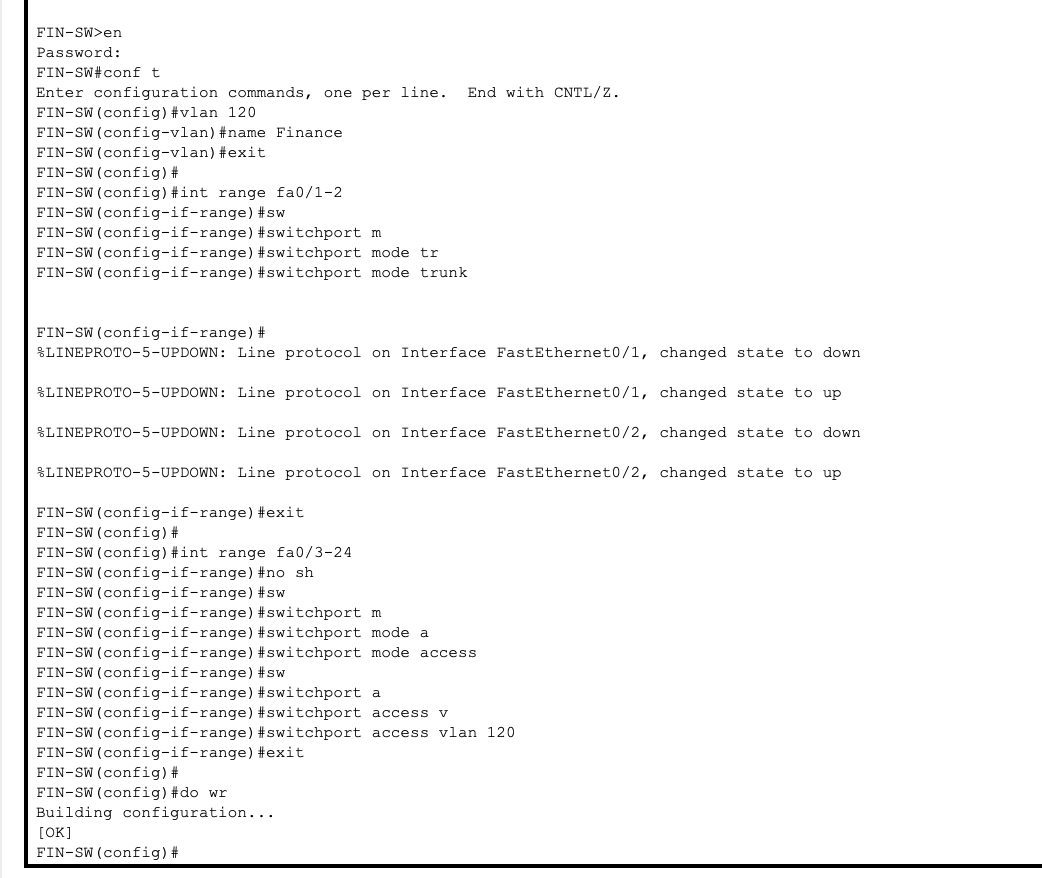 FIN-SW>en
Password:
FIN-SW#conf t
Enter configuration commands, one per line.  End with CNTL/Z.
FIN-SW(config)#vlan 120
FIN-SW(config-vlan)#name Finance
FIN-SW(config-vlan)#exit
FIN-SW(config)#
FIN-SW(config)#int range fa0/1-2
FIN-SW(config-if-range)#sw
FIN-SW(config-if-range)#switchport m
FIN-SW(config-if-range)#switchport mode tr
FIN-SW(config-if-range)#switchport mode trunk
FIN-SW(config-if-range)#
%LINEPROTO-5-UPDOWN: Line protocol on Interface FastEthernet0/1, changed state to down
%LINEPROTO-5-UPDOWN: Line protocol on Interface FastEthernet0/1, changed state to up
%LINEPROTO-5-UPDOWN: Line protocol on Interface FastEthernet0/2, changed state to down
%LINEPROTO-5-UPDOWN: Line protocol on Interface FastEthernet0/2, changed state to up
FIN-SW(config-if-range)#exit
FIN-SW(config)#
FIN-SW(config)#int range fa0/3-24
FIN-SW(config-if-range)#no sh
FIN-SW(config-if-range)#sw
FIN-SW(config-if-range)#switchport m
FIN-SW(config-if-range)#switchport mode a
FIN-SW(config-if-range)#switchport mode access
FIN-SW(config-if-range)#sw
FIN-SW(config-if-range)#switchport a
FIN-SW(config-if-range)#switchport access v
FIN-SW(config-if-range)#switchport access vlan 120
FIN-SW(config-if-range)#exit
FIN-SW(config)#
FIN-SW(config)#do wr
Building configuration...
[OK]
FIN-SW(config)#